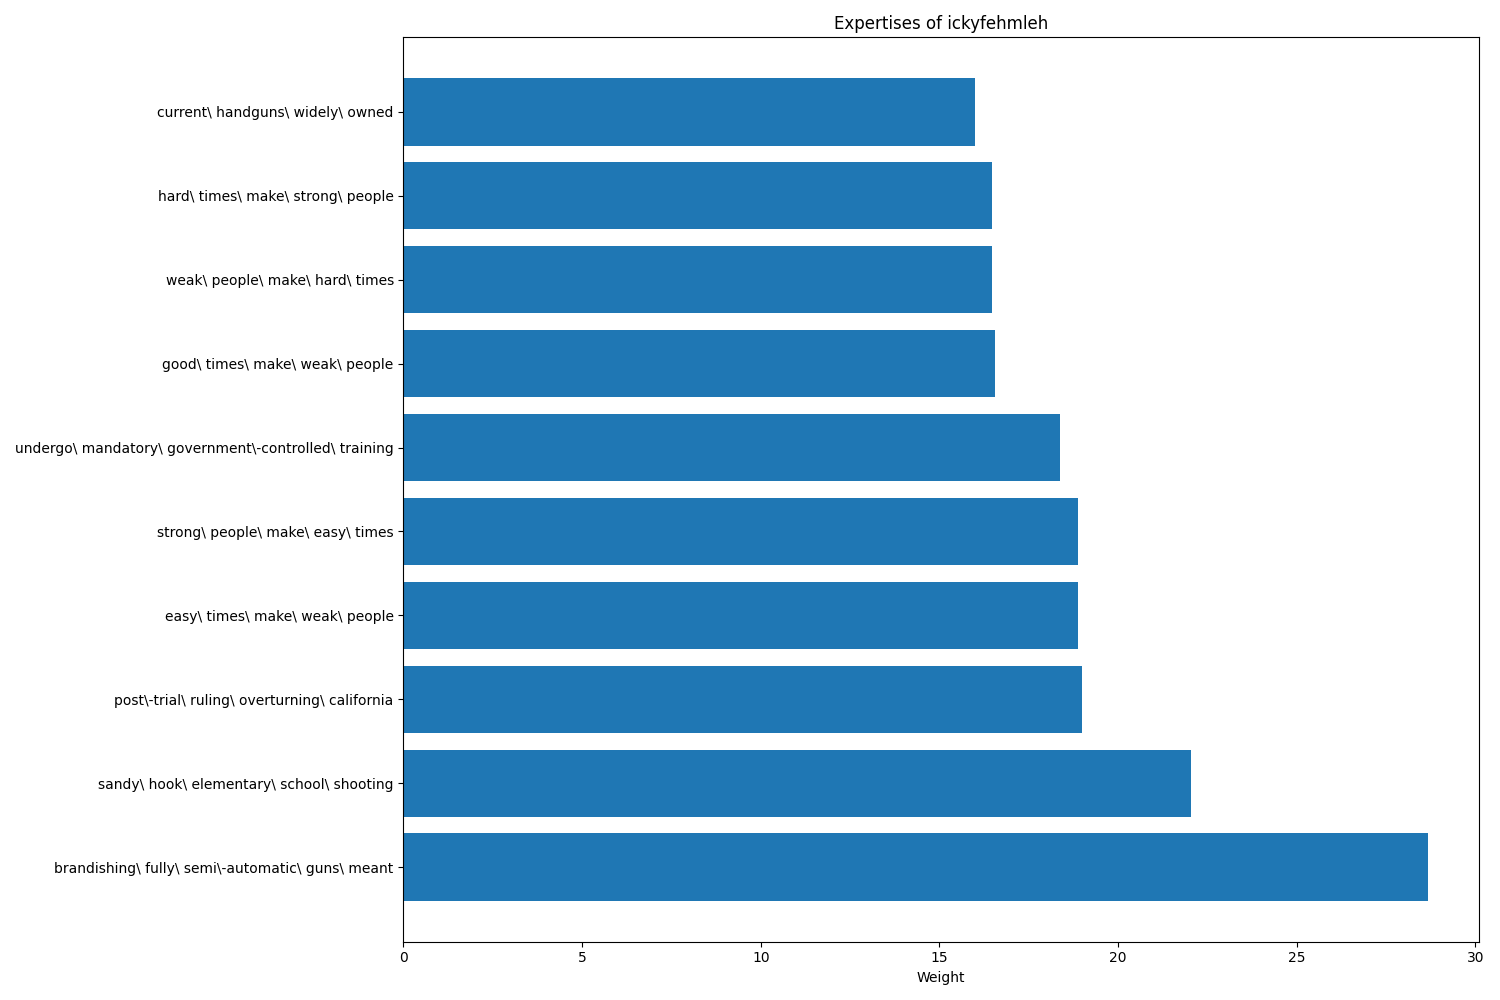 Expertises of ickyfehmleh
current\ handguns\ widely\ owned
hard\ times\ make\ strong\ people
weak\ people\ make\ hard\ times
good\ times\ make\ weak\ people
undergo\ mandatory\ government\-controlled\ training
strong\ people\ make\ easy\ times
easy\ times\ make\ weak\ people
post\-trial\ ruling\ overturning\ california
sandy\ hook\ elementary\ school\ shooting
brandishing\ fully\ semi\-automatic\ guns\ meant
0 5 10 15 20 25 30
Weight